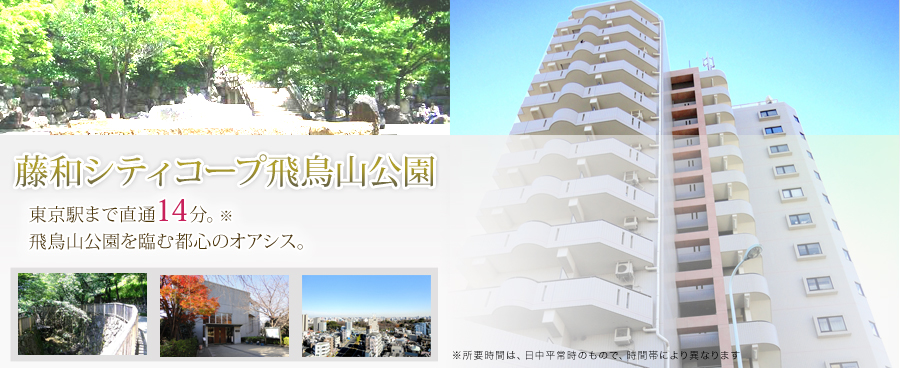 藤和シティコープ飛鳥山公園
東京駅まで直通14分。※
飛鳥山公園を臨む都心のオアシス。
※所要時間は、日中平常時のもので、時間帯により異なります